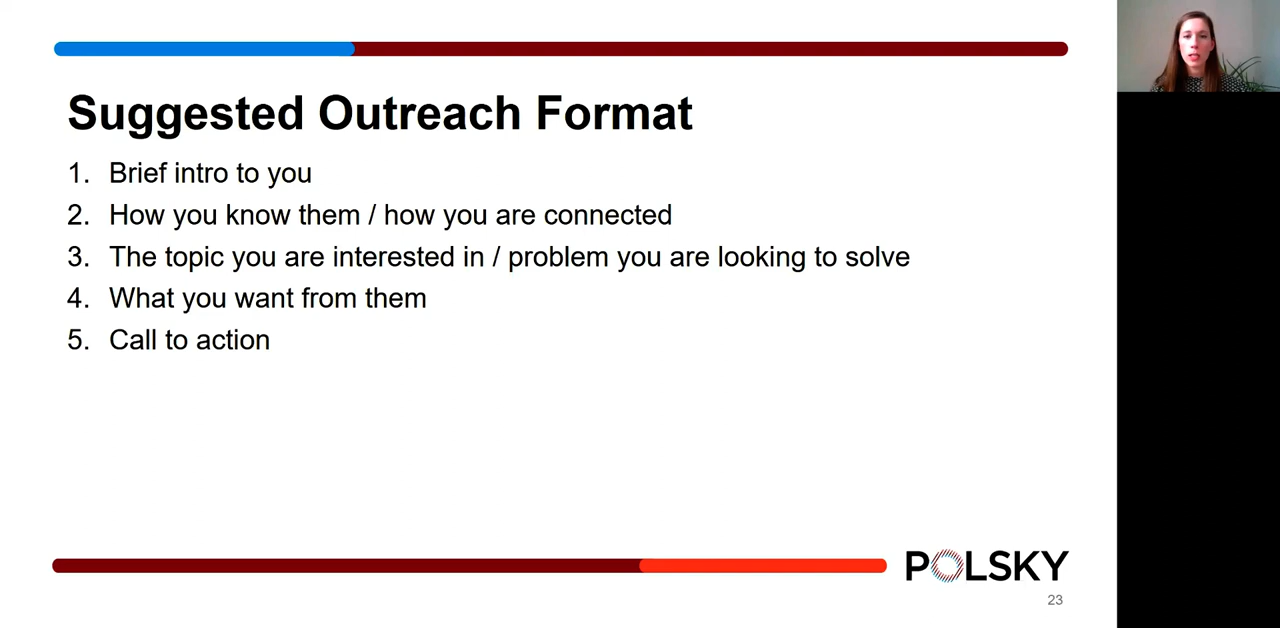 Suggested Outreach Format
1. Brief intro to you
2. How you know them / how you are connected
3. The topic you are interested in / problem you are looking to solve
4. What you want from them
5. Call to action
POLSKY
23